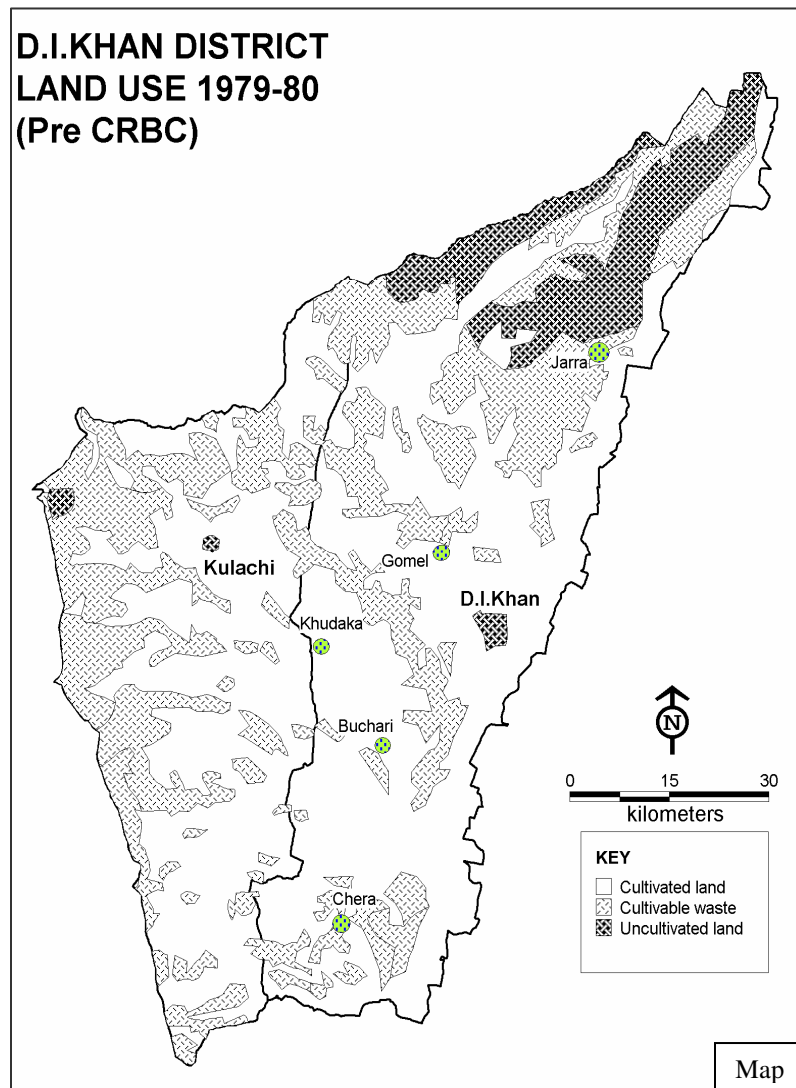 D.I.KHAN DISTRICT
LAND USE 1979-80
(Pre CRBC)
Jarra
Gomel
Kulachi
D.I.Khan
Khudaka
Buchari
N
0 15 30
kilometers
KEY
Cultivated land
Cultivable waste
Uncultivated land
Chera
Map